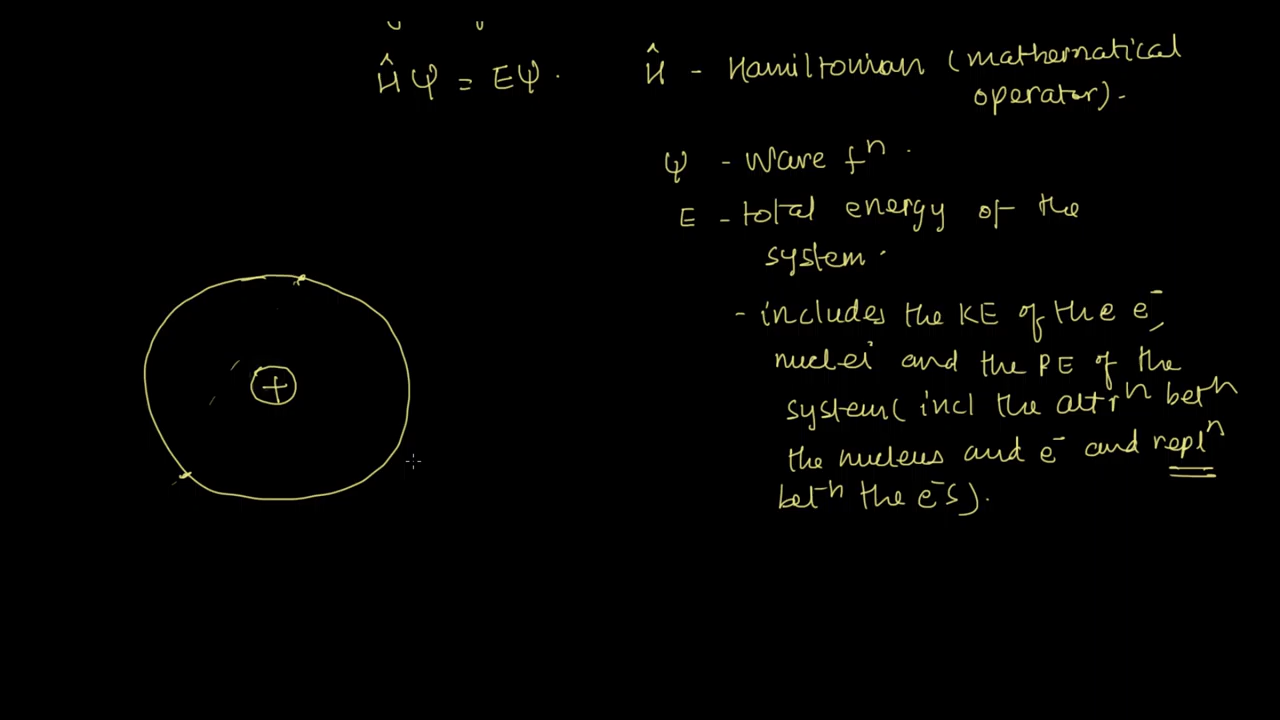 Ĥψ = Eψ.
Ĥ - Hamiltonian (mathematical
operator).
ψ - Wave fⁿ.
E - total energy of the
system.
- includes the KE of the e⁻,
nuclei and the PE of the
system (incl the attrⁿ betⁿ
the nucleus and e⁻ and replⁿ
betⁿ the e⁻s).
+